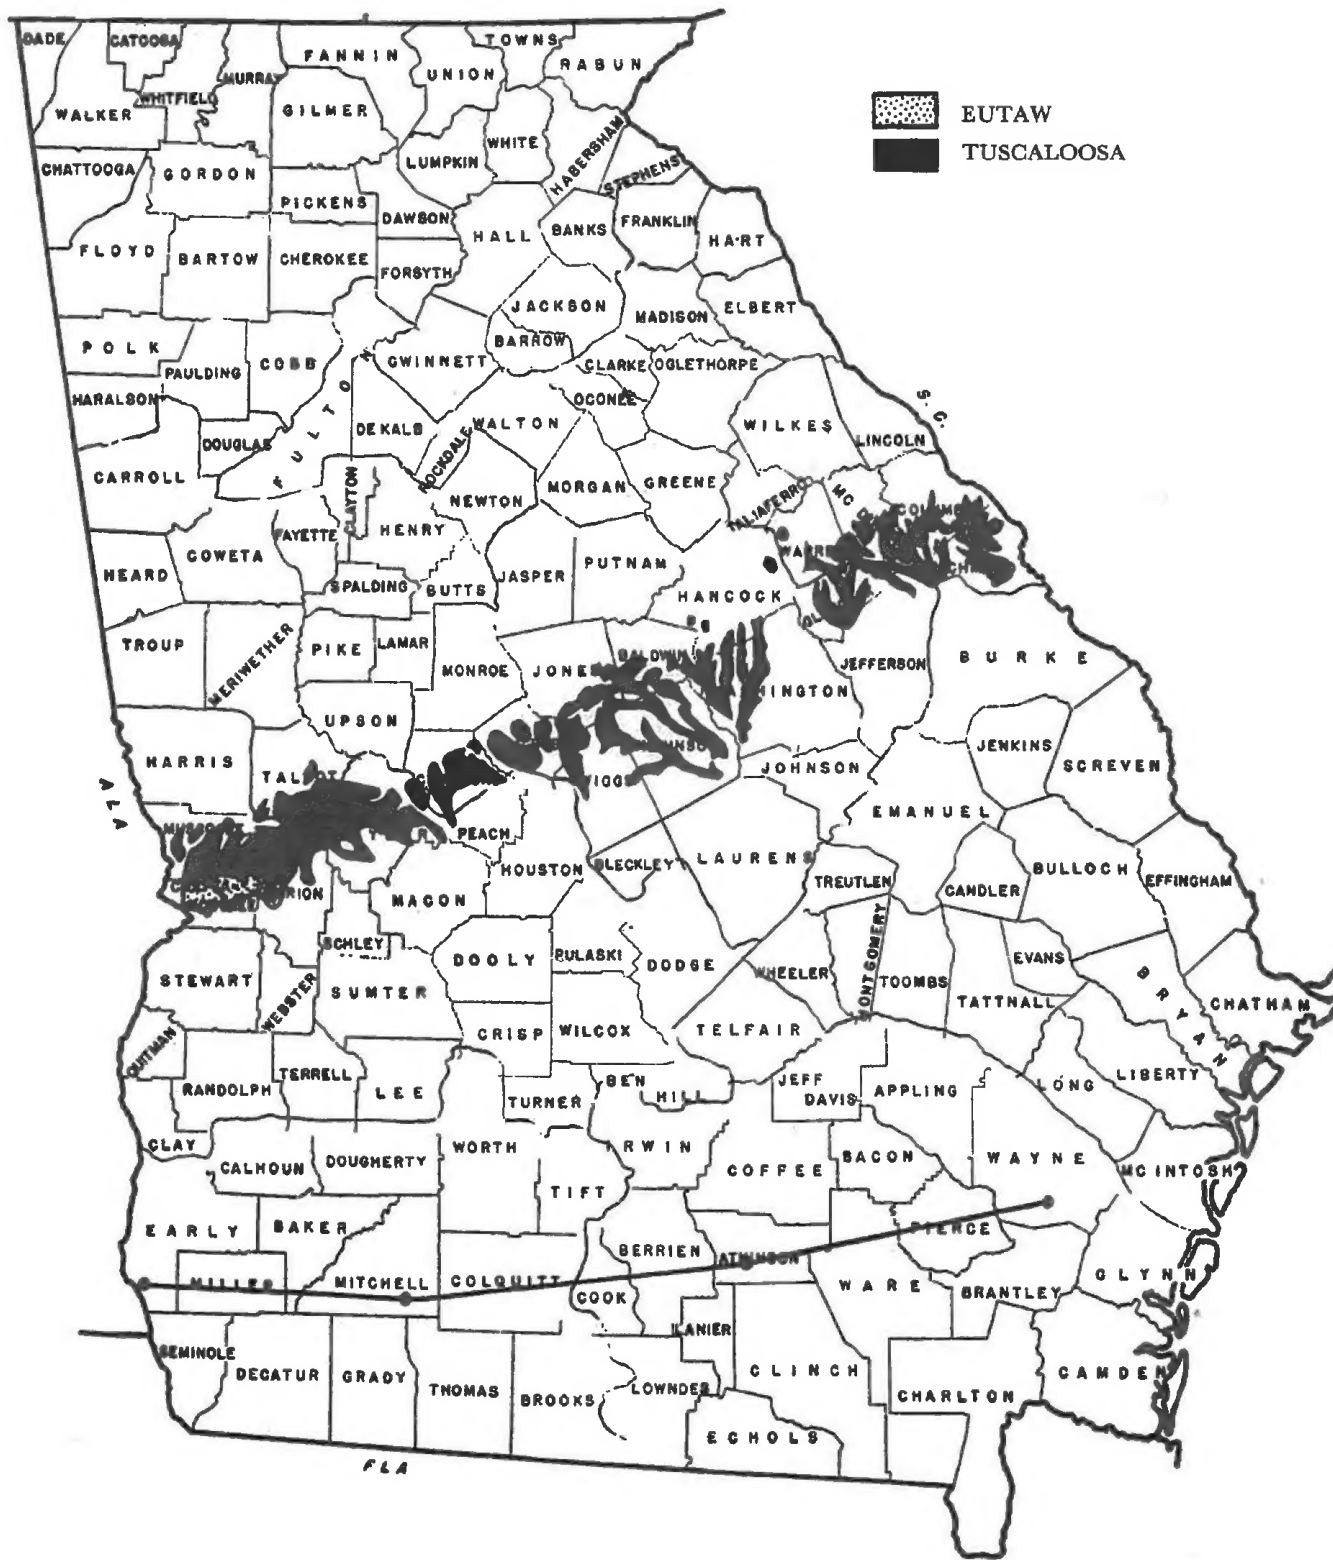 EUTAW
TUSCALOOSA
DADE
CATOOSA
FANNIN
TOWNS
RABUN
UNION
MURRAY
WHITFIELD
WALKER
GILMER
WHITE
HABERSHAM
LUMPKIN
STEPHENS
CHATTOOGA
GORDON
PICKENS
DAWSON
HALL
BANKS
FRANKLIN
HART
FLOYD
BARTOW
CHEROKEE
FORSYTH
JACKSON
MADISON
ELBERT
POLK
PAULDING
COBB
FULTON
GWINNETT
BARROW
CLARKE
OGLETHORPE
HARALSON
OCONEE
S. C.
DOUGLAS
DEKALB
ROCKDALE
WALTON
WILKES
LINCOLN
CARROLL
CLAYTON
NEWTON
MORGAN
GREENE
TALIAFERRO
MC
FAYETTE
HENRY
COWETA
HEARD
SPALDING
BUTTS
JASPER
PUTNAM
HANCOCK
TROUP
MERIWETHER
PIKE
LAMAR
MONROE
JONES
BALDWIN
JEFFERSON
BURKE
UPSON
INGTON
HARRIS
TALBOT
JENKINS
SCREVEN
JOHNSON
ALA
EMANUEL
PEACH
HOUSTON
BLECKLEY
LAURENS
TREUTLEN
CANDLER
BULLOCH
EFFINGHAM
RION
MACON
SCHLEY
DOOLY
PULASKI
DODGE
WHEELER
MONTGOMERY
TOOMBS
EVANS
BRYAN
STEWART
WEBSTER
SUMTER
TATTNALL
CHATHAM
CRISP
WILCOX
TELFAIR
QUITMAN
RANDOLPH
TERRELL
LEE
TURNER
BEN HILL
JEFF DAVIS
APPLING
LONG
LIBERTY
CLAY
CALHOUN
DOUGHERTY
WORTH
IRWIN
COFFEE
BACON
WAYNE
MCINTOSH
TIFT
EARLY
BAKER
BERRIEN
ATKINSON
PIERCE
MILLER
MITCHELL
COLQUITT
COOK
WARE
BRANTLEY
GLYNN
SEMINOLE
LANIER
DECATUR
GRADY
THOMAS
BROOKS
LOWNDES
CLINCH
CHARLTON
CAMDEN
ECHOLS
FLA